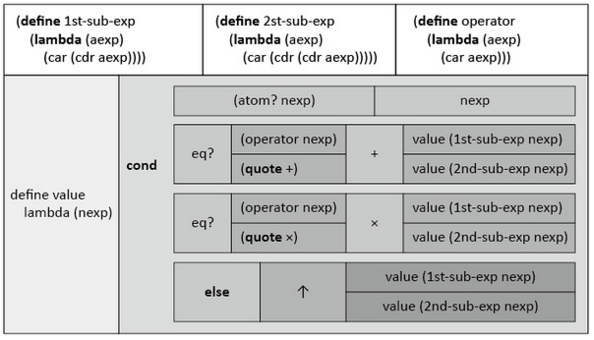 (define 1st-sub-exp
(lambda (aexp)
(car (cdr aexp))))
(define 2st-sub-exp
(lambda (aexp)
(car (cdr (cdr aexp)))))
(define operator
(lambda (aexp)
(car aexp)))
define value
lambda (nexp)
cond
(atom? nexp)
nexp
eq?
(operator nexp)
(quote +)
+
value (1st-sub-exp nexp)
value (2nd-sub-exp nexp)
eq?
(operator nexp)
(quote ×)
×
value (1st-sub-exp nexp)
value (2nd-sub-exp nexp)
else
↑
value (1st-sub-exp nexp)
value (2nd-sub-exp nexp)